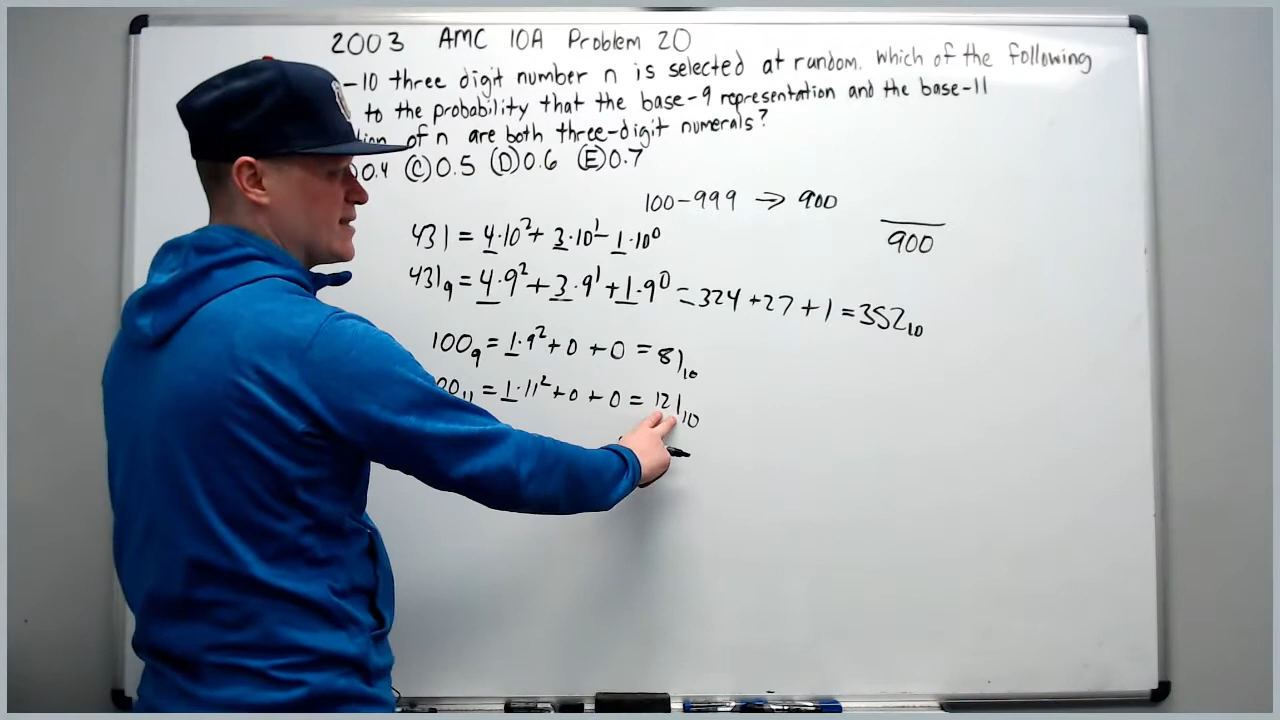 2003 AMC 10A Problem 20
-10 three digit number n is selected at random. Which of the following
to the probability that the base-9 representation and the base-11
tion of n are both three-digit numerals?
)0.4 (C)0.5 (D)0.6 (E)0.7
100-999 → 900
900
431 = 4·10² + 3·10¹ - 1·10⁰
431₉ = 4·9² + 3·9¹ + 1·9⁰ = 324 + 27 + 1 = 352₁₀
100₉ = 1·9² + 0 + 0 = 81₁₀
00₁₁ = 1·11² + 0 + 0 = 121₁₀